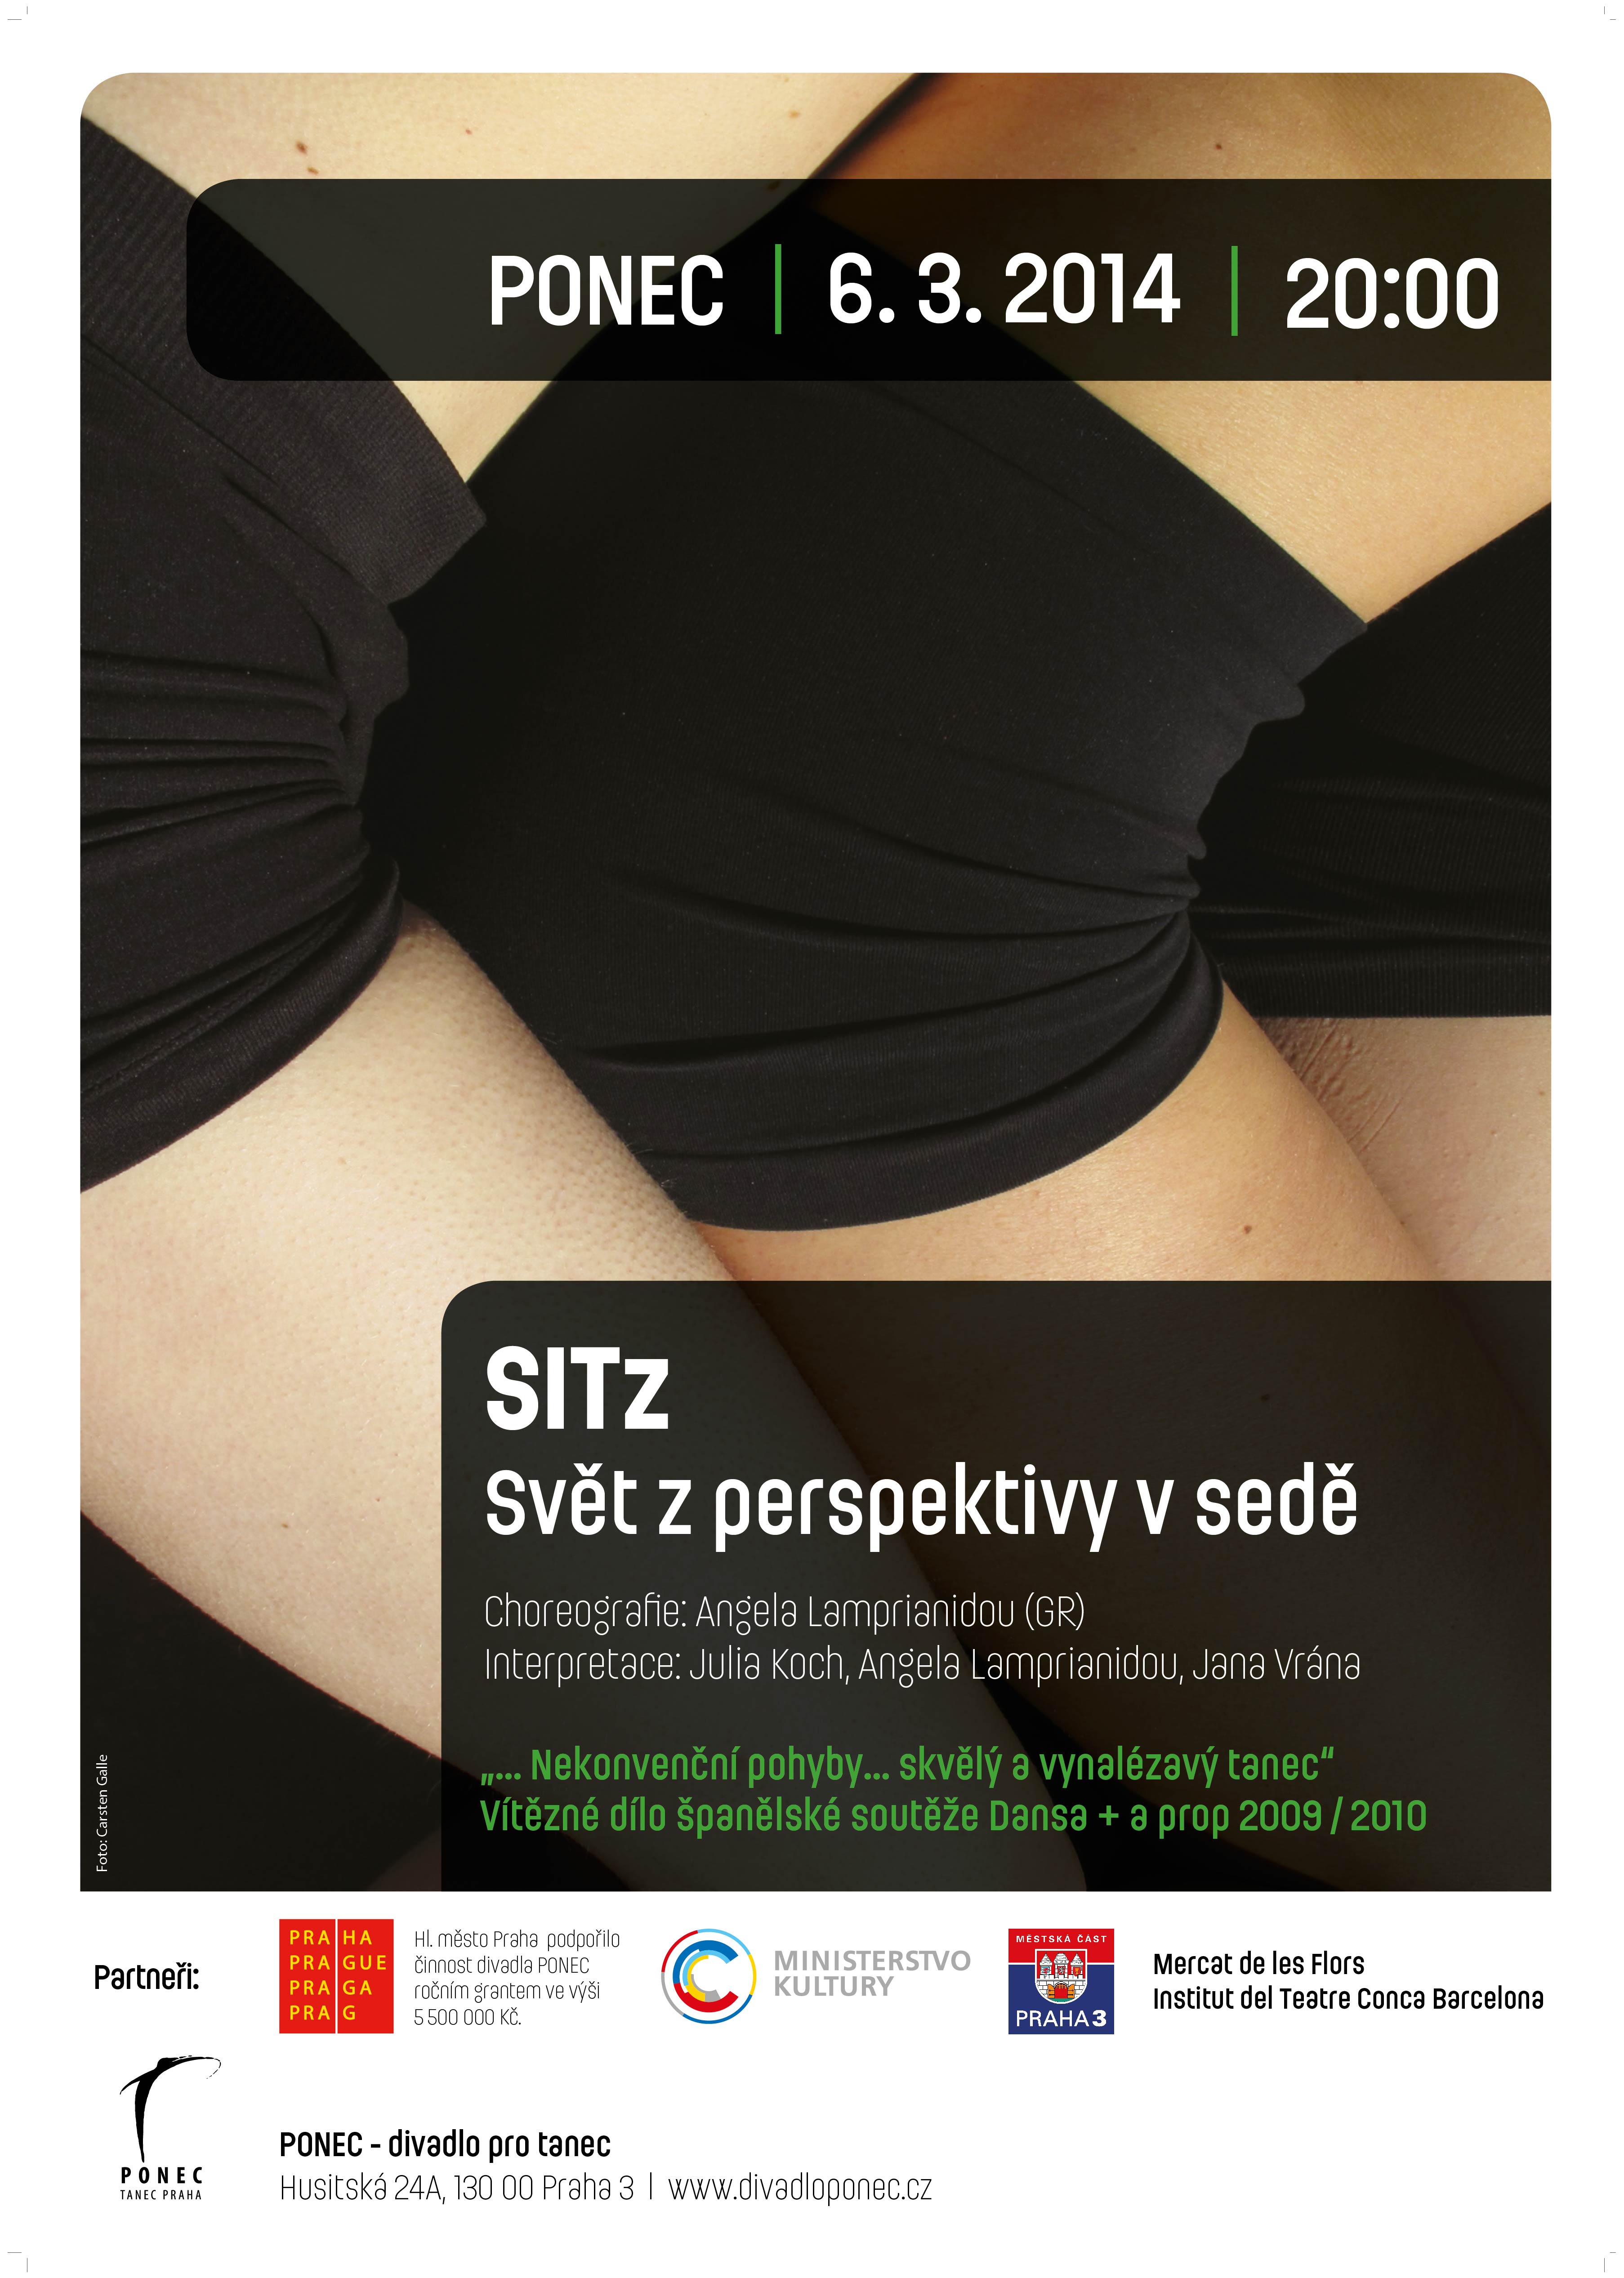 PONEC | 6. 3. 2014 | 20:00
SITz
Svět z perspektivy v sedě
Choreografie: Angela Lamprianidou (GR)
Interpretace: Julia Koch, Angela Lamprianidou, Jana Vrána
„... Nekonvenční pohyby... skvělý a vynalézavý tanec“
Vítězné dílo španělské soutěže Dansa + a prop 2009 / 2010
Foto: Carsten Galle
Partneři:
PRA HA
PRA GUE
PRA GA
PRA G
Hl. město Praha podpořilo
činnost divadla PONEC
ročním grantem ve výši
5 500 000 Kč.
MINISTERSTVO
KULTURY
MĚSTSKÁ ČÁST
PRAHA 3
Mercat de les Flors
Institut del Teatre Conca Barcelona
PONEC
TANEC PRAHA
PONEC - divadlo pro tanec
Husitská 24A, 130 00 Praha 3 | www.divadloponec.cz